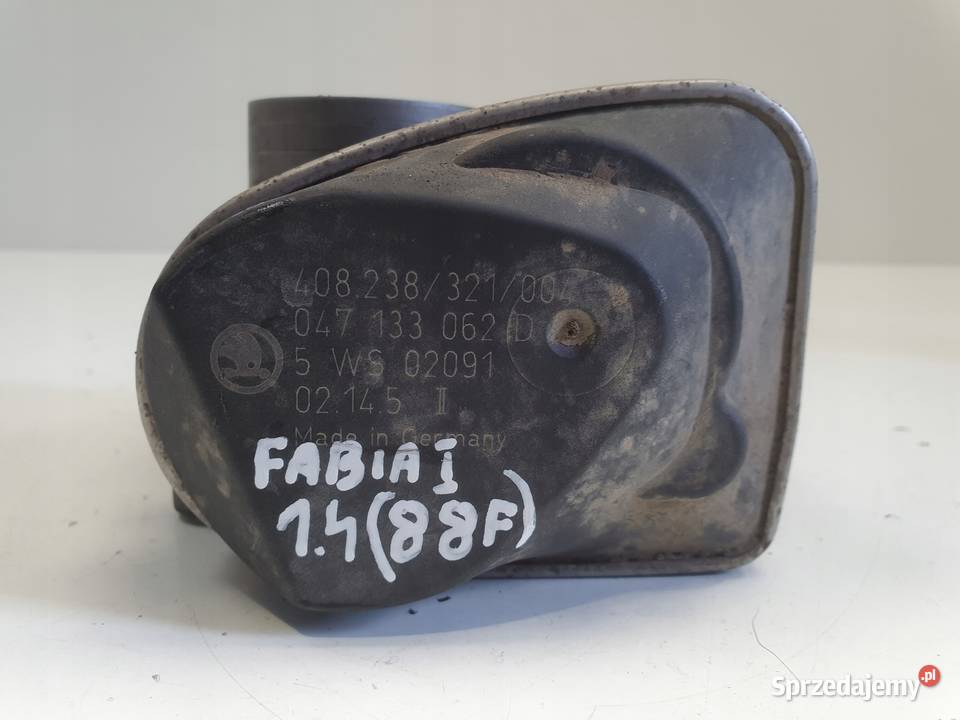 408.238/321/004
047 133 062 D
5 WS 02091
02.14.5 II
Made in Germany
FABIA I
1.4 (88F)
Sprzedajemy.pl